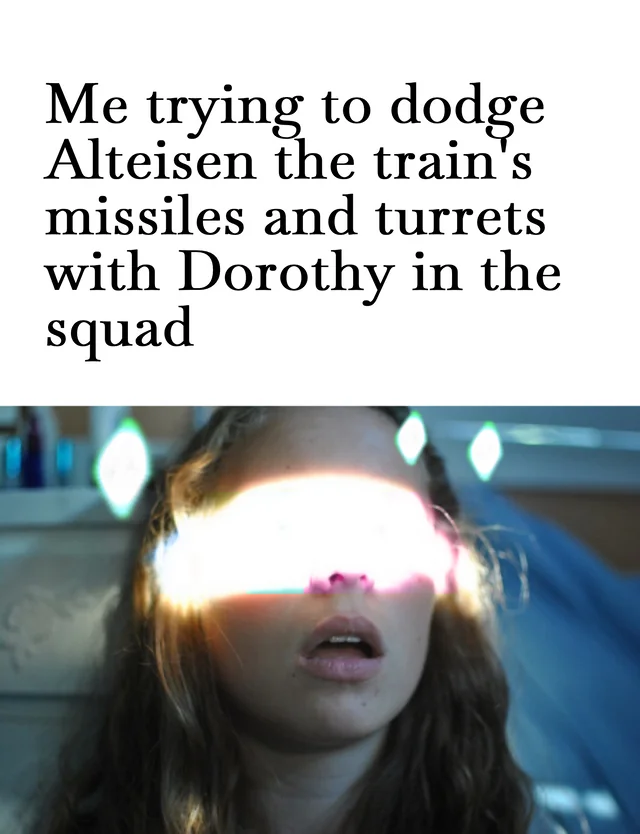 Me trying to dodge
Alteisen the train's
missiles and turrets
with Dorothy in the
squad